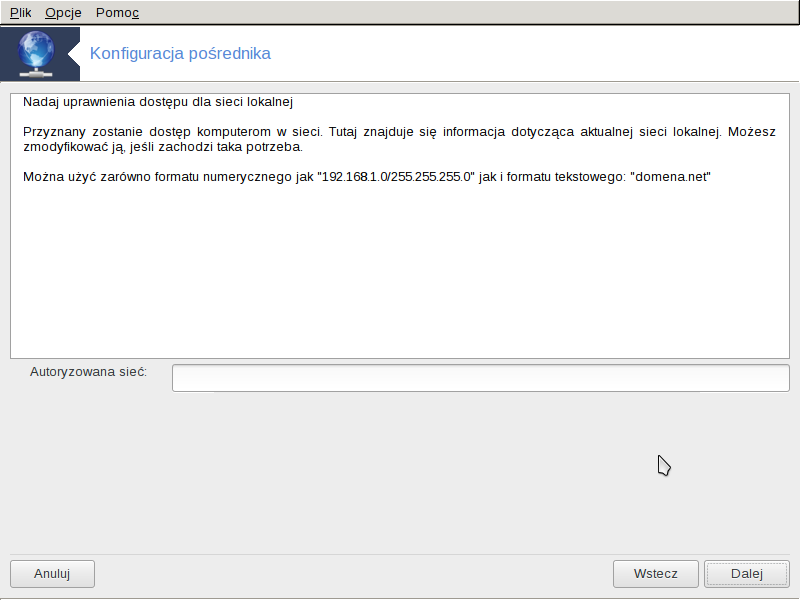 Plik Opcje Pomoc
Konfiguracja pośrednika
Nadaj uprawnienia dostępu dla sieci lokalnej
Przyznany zostanie dostęp komputerom w sieci. Tutaj znajduje się informacja dotycząca aktualnej sieci lokalnej. Możesz
zmodyfikować ją, jeśli zachodzi taka potrzeba.
Można użyć zarówno formatu numerycznego jak "192.168.1.0/255.255.255.0" jak i formatu tekstowego: "domena.net"
Autoryzowana sieć:
Anuluj Wstecz Dalej